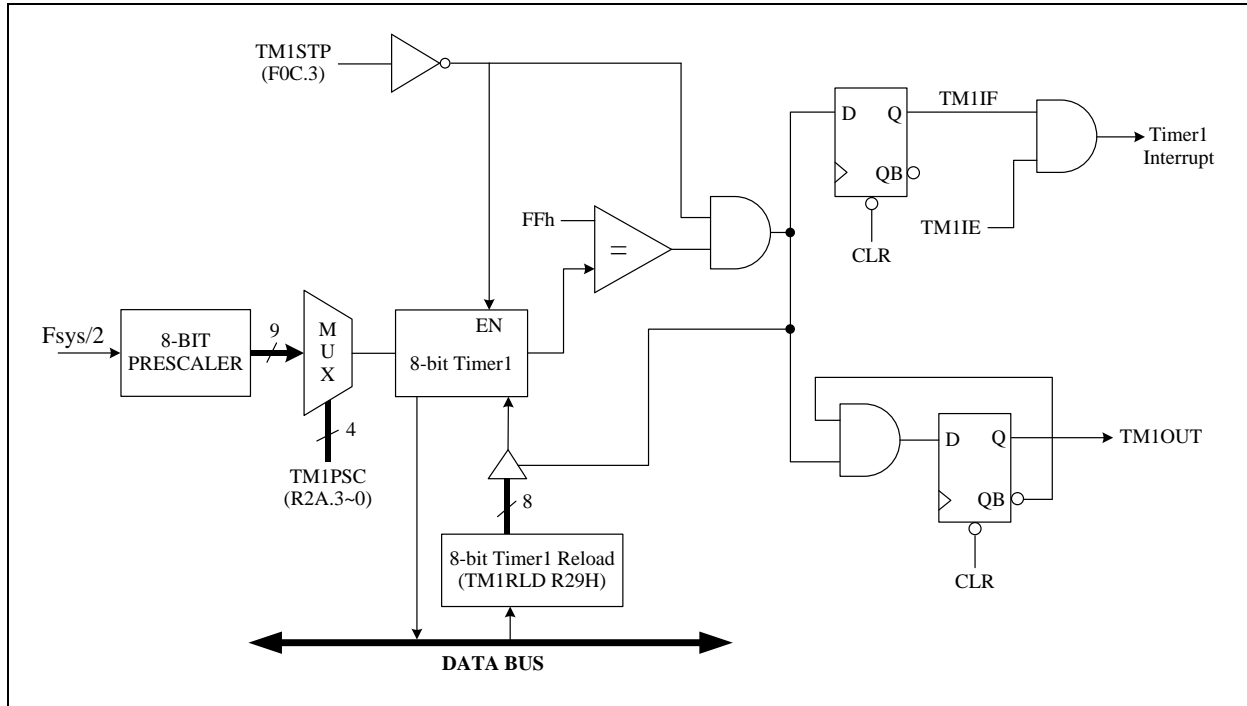 TM1STP
(F0C.3)
D
Q
TM1IF
QB
CLR
TM1IE
Timer1
Interrupt
FFh
=
Fsys/2
8-BIT
PRESCALER
9
M
U
X
4
TM1PSC
(R2A.3~0)
EN
8-bit Timer1
8
8-bit Timer1 Reload
(TM1RLD R29H)
DATA BUS
D
Q
QB
CLR
TM1OUT